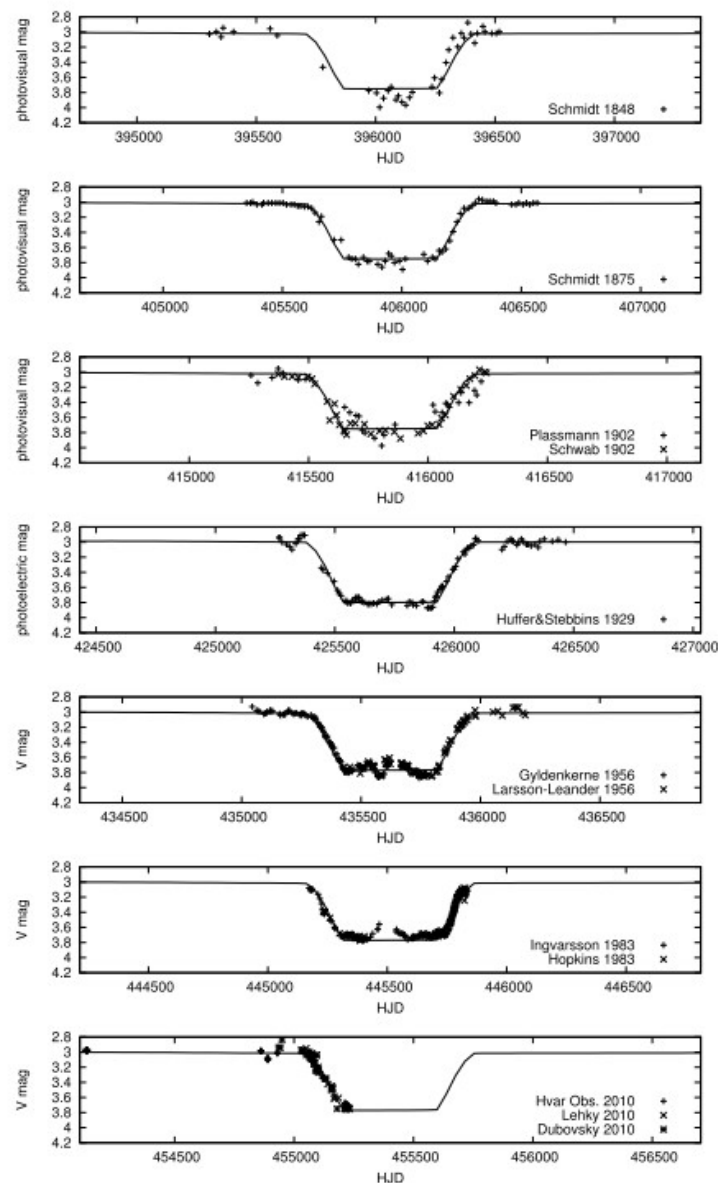 photovisual mag
2.8
3
3.2
3.4
3.6
3.8
4
4.2
Schmidt 1848 +
395000 395500 396000 396500 397000
HJD
photovisual mag
2.8
3
3.2
3.4
3.6
3.8
4
4.2
Schmidt 1875 +
405000 405500 406000 406500 407000
HJD
photovisual mag
2.8
3
3.2
3.4
3.6
3.8
4
4.2
Plassmann 1902 +
Schwab 1902 ×
415000 415500 416000 416500 417000
HJD
photoelectric mag
2.8
3
3.2
3.4
3.6
3.8
4
4.2
Huffer&Stebbins 1929 +
424500 425000 425500 426000 426500 427000
HJD
V mag
2.8
3
3.2
3.4
3.6
3.8
4
4.2
Gyldenkerne 1956 +
Larsson-Leander 1956 ×
434500 435000 435500 436000 436500
HJD
V mag
2.8
3
3.2
3.4
3.6
3.8
4
4.2
Ingvarsson 1983 +
Hopkins 1983 ×
444500 445000 445500 446000 446500
HJD
V mag
2.8
3
3.2
3.4
3.6
3.8
4
4.2
Hvar Obs. 2010 +
Lehky 2010 ×
Dubovsky 2010 ✱
454500 455000 455500 456000 456500
HJD